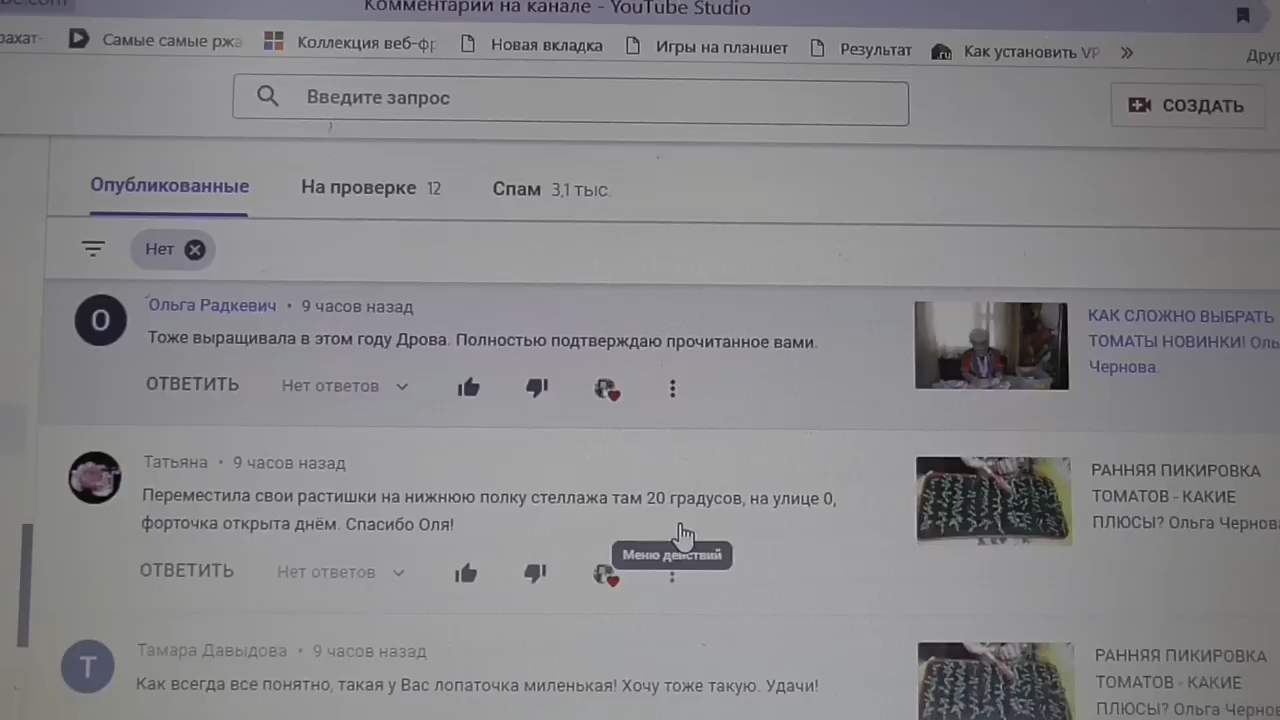 Комментарии на канале - YouTube Studio
Самые самые ржа
Коллекция веб-фр
Новая вкладка
Игры на планшет
Результат
Как установить VP
»
Друг
Введите запрос
СОЗДАТЬ
Опубликованные
На проверке 12
Спам 3,1 тыс.
Нет
О
Ольга Радкевич • 9 часов назад
Тоже выращивала в этом году Дрова. Полностью подтверждаю прочитанное вами.
ОТВЕТИТЬ
Нет ответов
КАК СЛОЖНО ВЫБРАТЬ
ТОМАТЫ НОВИНКИ! Оль
Чернова.
Татьяна • 9 часов назад
Переместила свои растишки на нижнюю полку стеллажа там 20 градусов, на улице 0,
форточка открыта днём. Спасибо Оля!
Меню действий
ОТВЕТИТЬ
Нет ответов
РАННЯЯ ПИКИРОВКА
ТОМАТОВ - КАКИЕ
ПЛЮСЫ? Ольга Чернова
Т
Тамара Давыдова • 9 часов назад
Как всегда все понятно, такая у Вас лопаточка миленькая! Хочу тоже такую. Удачи!
РАННЯЯ ПИКИРОВКА
ТОМАТОВ - КАКИЕ
ПЛЮСЫ? Ольга Чернов